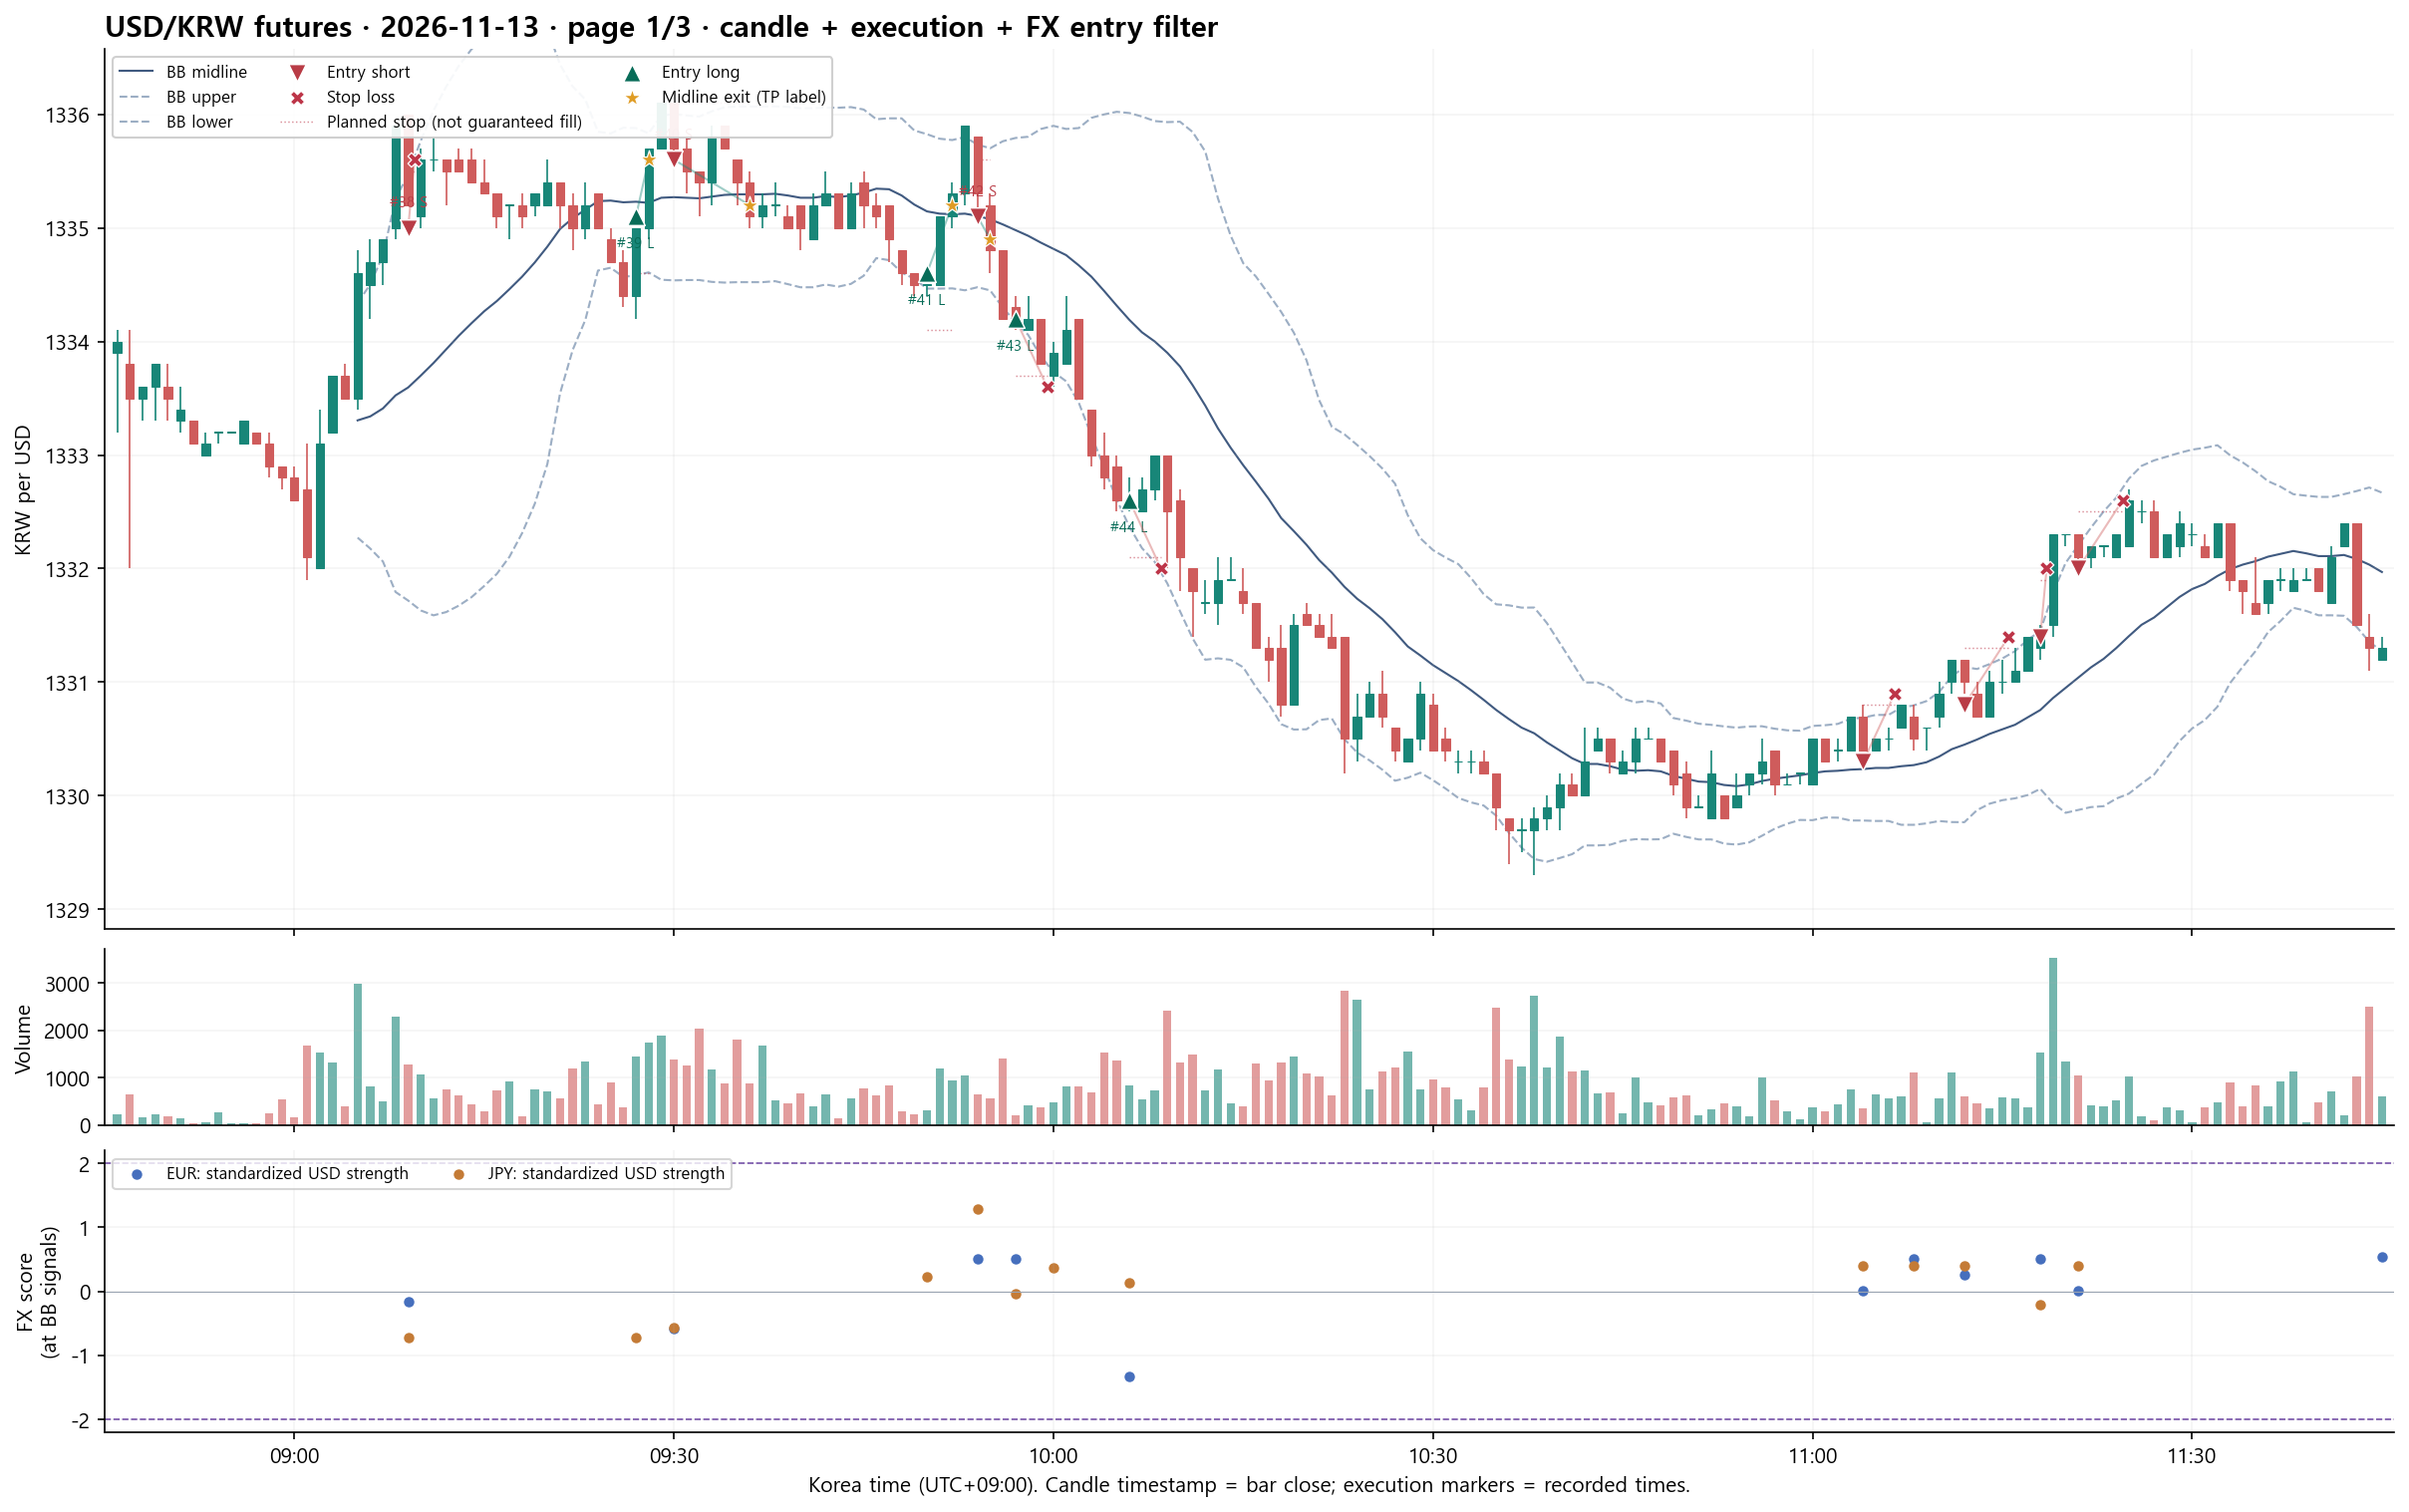 USD/KRW futures · 2026-11-13 · page 1/3 · candle + execution + FX entry filter
BB midline
BB upper
BB lower
Entry short
Stop loss
Planned stop (not guaranteed fill)
Entry long
Midline exit (TP label)
KRW per USD
1336
1335
1334
1333
1332
1331
1330
1329
#39 L
#41 L
#42 S
#43 L
#44 L
Volume
3000
2000
1000
0
EUR: standardized USD strength
JPY: standardized USD strength
FX score
(at BB signals)
2
1
0
-1
-2
09:00
09:30
10:00
10:30
11:00
11:30
Korea time (UTC+09:00). Candle timestamp = bar close; execution markers = recorded times.